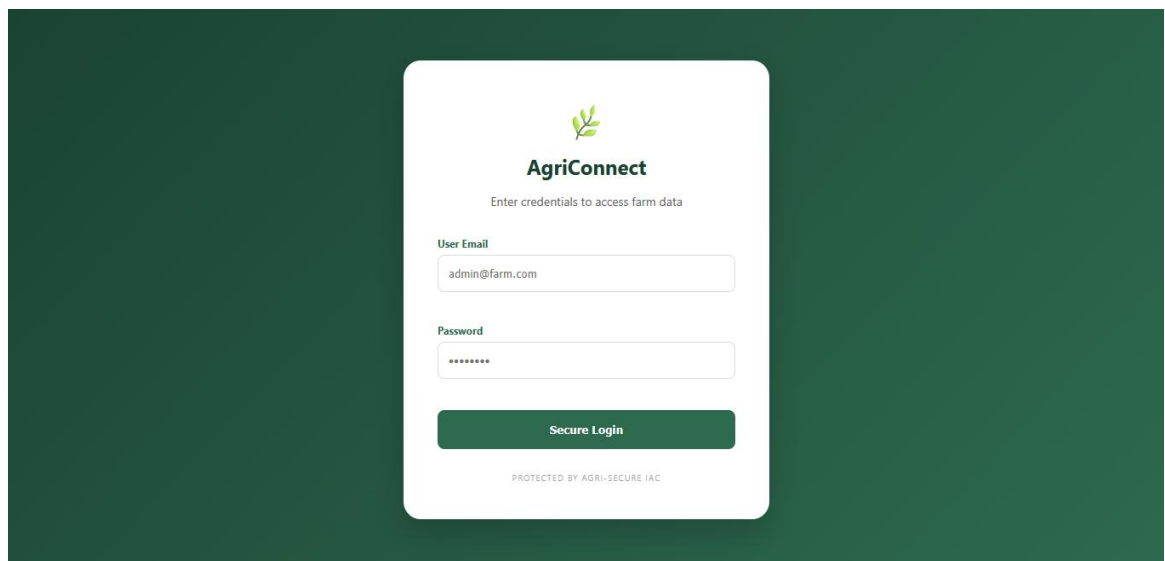 AgriConnect
Enter credentials to access farm data
User Email
admin@farm.com
Password
••••••••
Secure Login
PROTECTED BY AGRI-SECURE IAC